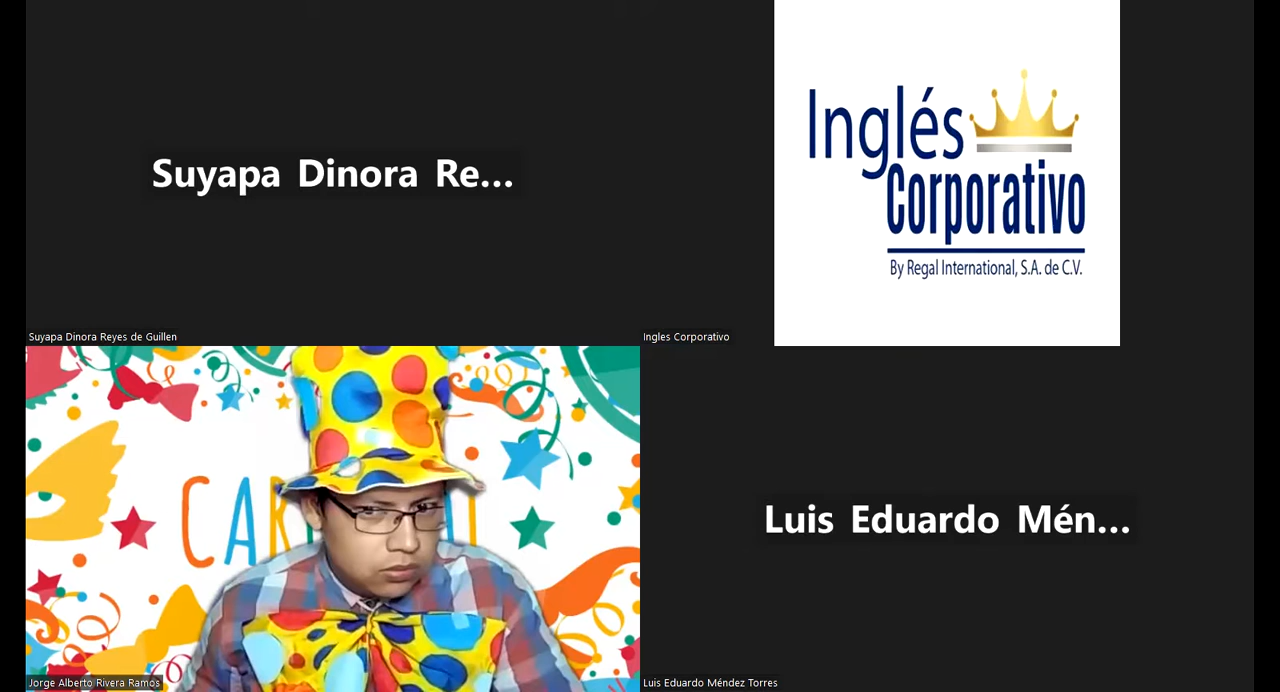 Suyapa Dinora Re...
Inglés
Corporativo
By Regal International, S.A. de C.V.
Suyapa Dinora Reyes de Guillen
Ingles Corporativo
CAR
Luis Eduardo Mén...
Jorge Alberto Rivera Ramos
Luis Eduardo Méndez Torres